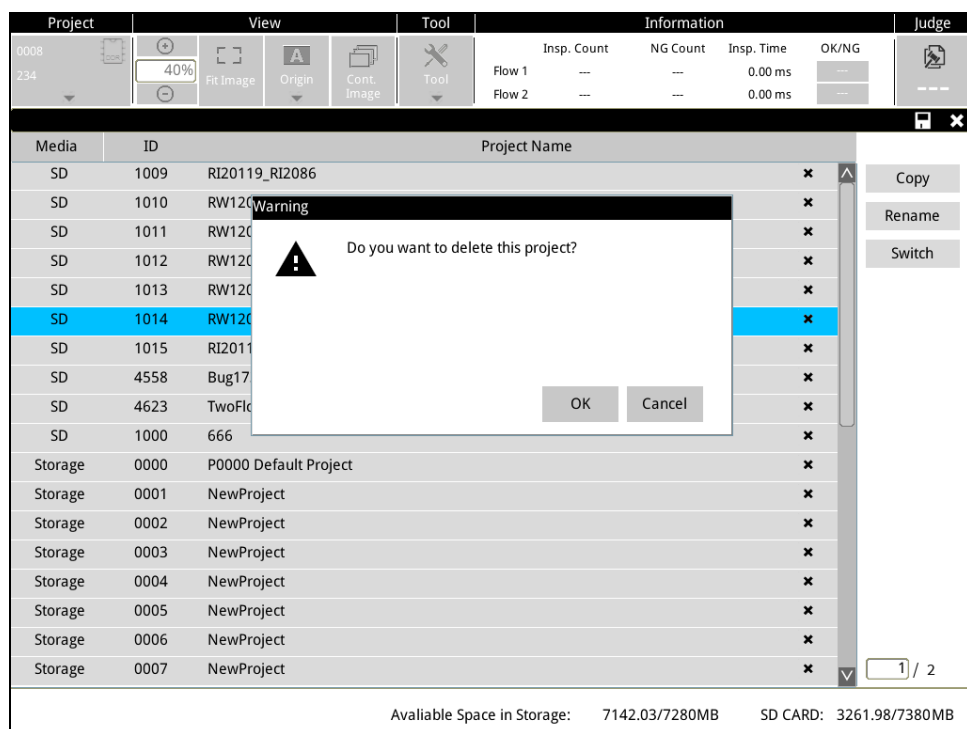 Project View Tool Information Judge
0008
234
40%
Fit Image
Origin
Cont. Image
Tool
Insp. Count NG Count Insp. Time OK/NG
Flow 1 --- --- 0.00 ms ---
Flow 2 --- --- 0.00 ms ---
---
Media ID Project Name
SD 1009 RI20119_RI2086
Copy
SD 1010 RW120
Rename
SD 1011 RW120
Switch
SD 1012 RW120
SD 1013 RW120
SD 1014 RW120
SD 1015 RI2011
SD 4558 Bug17
SD 4623 TwoFlo
SD 1000 666
Warning
Do you want to delete this project?
OK Cancel
Storage 0000 P0000 Default Project
Storage 0001 NewProject
Storage 0002 NewProject
Storage 0003 NewProject
Storage 0004 NewProject
Storage 0005 NewProject
Storage 0006 NewProject
Storage 0007 NewProject
1 / 2
Avaliable Space in Storage: 7142.03/7280MB SD CARD: 3261.98/7380MB